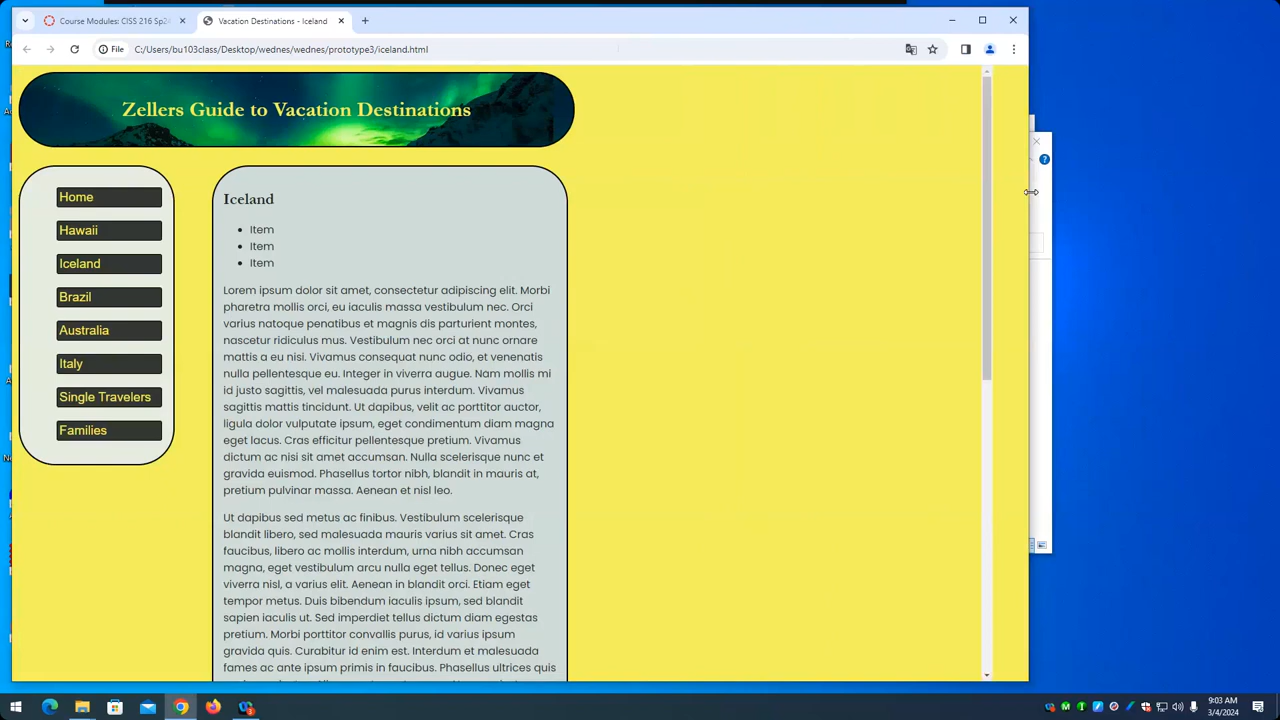 Course Modules: CISS 216 Sp24
Vacation Destinations - Iceland
File
C:/Users/bu103class/Desktop/wednes/wednes/prototype3/iceland.html
Zellers Guide to Vacation Destinations
Home
Hawaii
Iceland
Brazil
Australia
Italy
Single Travelers
Families
Iceland
• Item
• Item
• Item
Lorem ipsum dolor sit amet, consectetur adipiscing elit. Morbi
pharetra mollis orci, eu iaculis massa vestibulum nec. Orci
varius natoque penatibus et magnis dis parturient montes,
nascetur ridiculus mus. Vestibulum nec orci at nunc ornare
mattis a eu nisi. Vivamus consequat nunc odio, et venenatis
nulla pellentesque eu. Integer in viverra augue. Nam mollis mi
id justo sagittis, vel malesuada purus interdum. Vivamus
sagittis mattis tincidunt. Ut dapibus, velit ac porttitor auctor,
ligula dolor vulputate ipsum, eget condimentum diam massa
eget lacus. Cras efficitur pellentesque pretium. Vivamus
dictum ac nisi sit amet accumsan. Nulla scelerisque nunc et
gravida euismod. Phasellus tortor nibh, blandit in mauris at,
pretium pulvinar massa. Aenean et nisl leo.
Ut dapibus sed metus ac finibus. Vestibulum scelerisque
blandit libero, sed malesuada mauris varius sit amet. Cras
faucibus, libero ac mollis interdum, urna nibh accumsan
magna, eget vestibulum arcu nulla eget tellus. Donec eget
viverra nisl, a varius elit. Aenean in blandit orci. Etiam eget
tempor metus. Duis bibendum iaculis ipsum, sed blandit
sapien iaculis ut. Sed imperdiet tellus dictum diam egestas
pretium. Morbi porttitor convallis purus, id varius ipsum
gravida quis. Curabitur id enim est. Interdum et malesuada
fames ac ante ipsum primis in faucibus. Phasellus ultrices quis
9:03 AM
3/4/2024